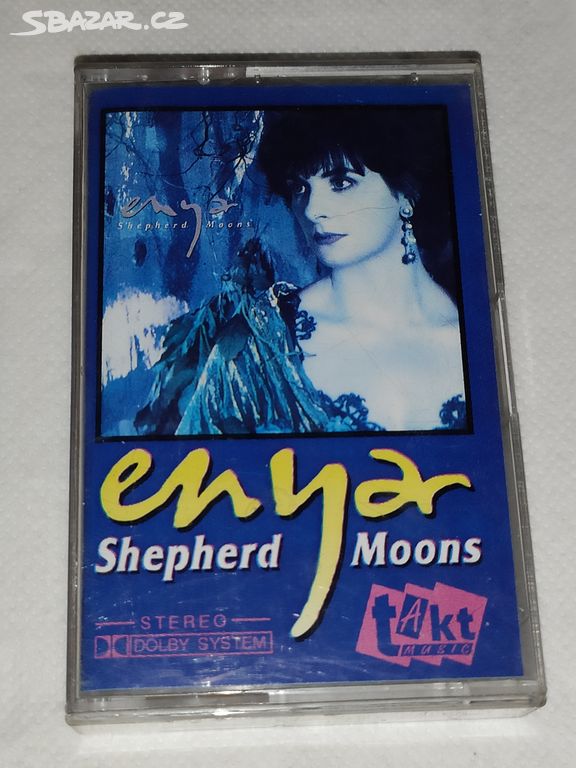 SBAZAR.CZ
enya
Shepherd Moons
enya
Shepherd Moons
STEREO
DOLBY SYSTEM
takt
MUSIC